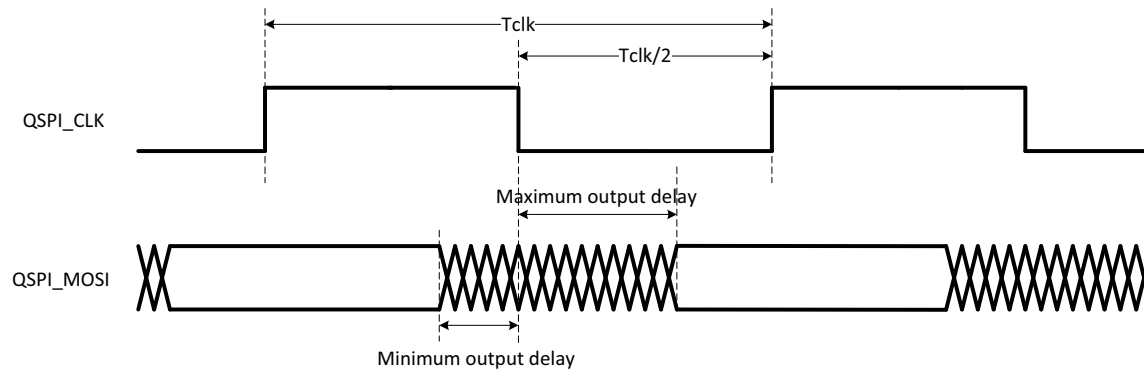 Tclk
Tclk/2
QSPI_CLK
Maximum output delay
QSPI_MOSI
Minimum output delay